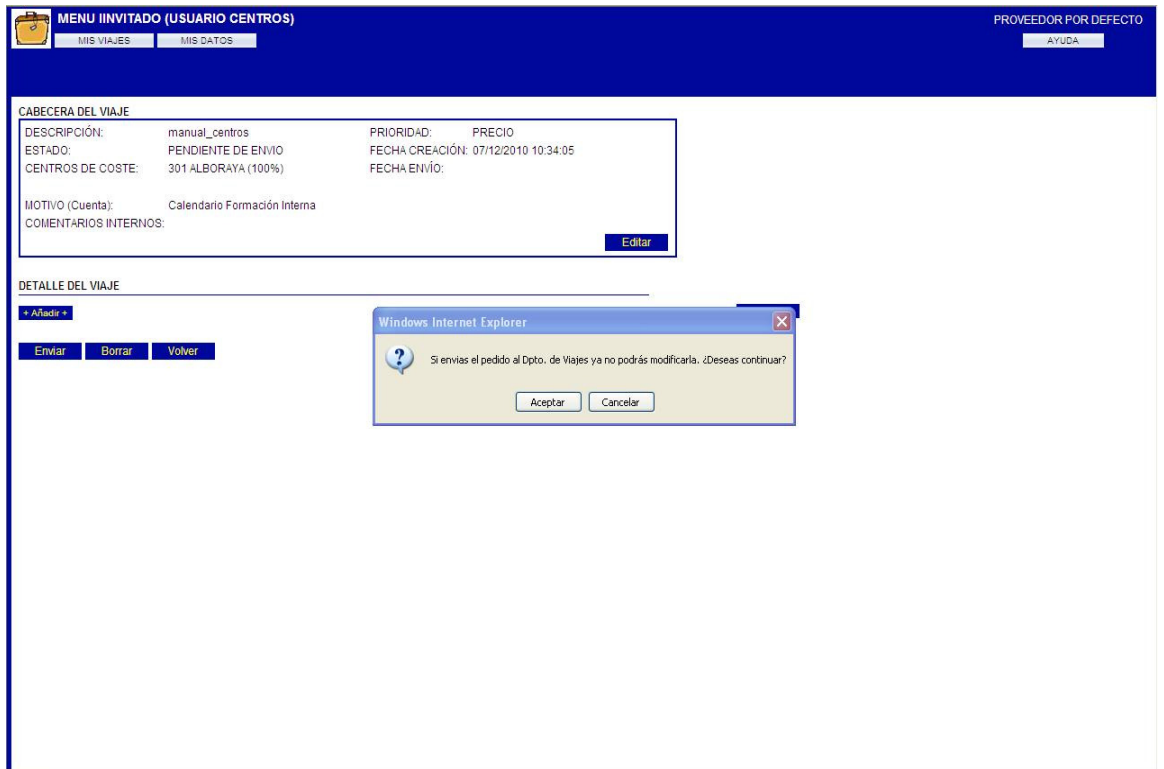 MENU IINVITADO (USUARIO CENTROS)
PROVEEDOR POR DEFECTO
MIS VIAJES MIS DATOS
AYUDA
CABECERA DEL VIAJE
DESCRIPCIÓN: manual_centros PRIORIDAD: PRECIO
ESTADO: PENDIENTE DE ENVIO FECHA CREACIÓN: 07/12/2010 10:34:05
CENTROS DE COSTE: 301 ALBORAYA (100%) FECHA ENVÍO:
MOTIVO (Cuenta): Calendario Formación Interna
COMENTARIOS INTERNOS:
Editar
DETALLE DEL VIAJE
+ Añadir +
Enviar Borrar Volver
Windows Internet Explorer
Si envias el pedido al Dpto. de Viajes ya no podrás modificarla. ¿Deseas continuar?
Aceptar Cancelar